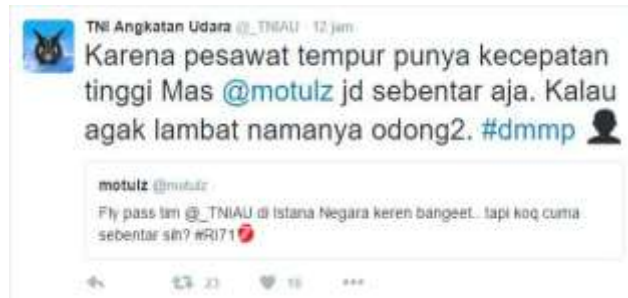 TNI Angkatan Udara @_TNIAU · 12 jam
Karena pesawat tempur punya kecepatan
tinggi Mas @motulz jd sebentar aja. Kalau
agak lambat namanya odong2. #dmmp
motulz @motulz
Fly pass tim @_TNIAU di Istana Negara keren bangeet.. tapi koq cuma
sebentar sih? #RI71
23